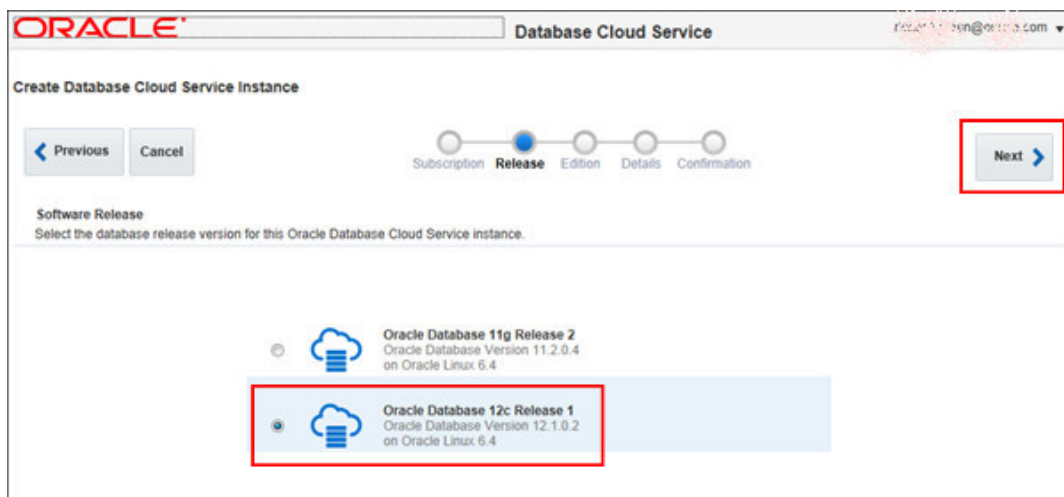 ORACLE
Database Cloud Service
Create Database Cloud Service Instance
Previous
Cancel
Subscription
Release
Edition
Details
Confirmation
Next
Software Release
Select the database release version for this Oracle Database Cloud Service instance.
Oracle Database 11g Release 2
Oracle Database Version 11.2.0.4
on Oracle Linux 6.4
Oracle Database 12c Release 1
Oracle Database Version 12.1.0.2
on Oracle Linux 6.4